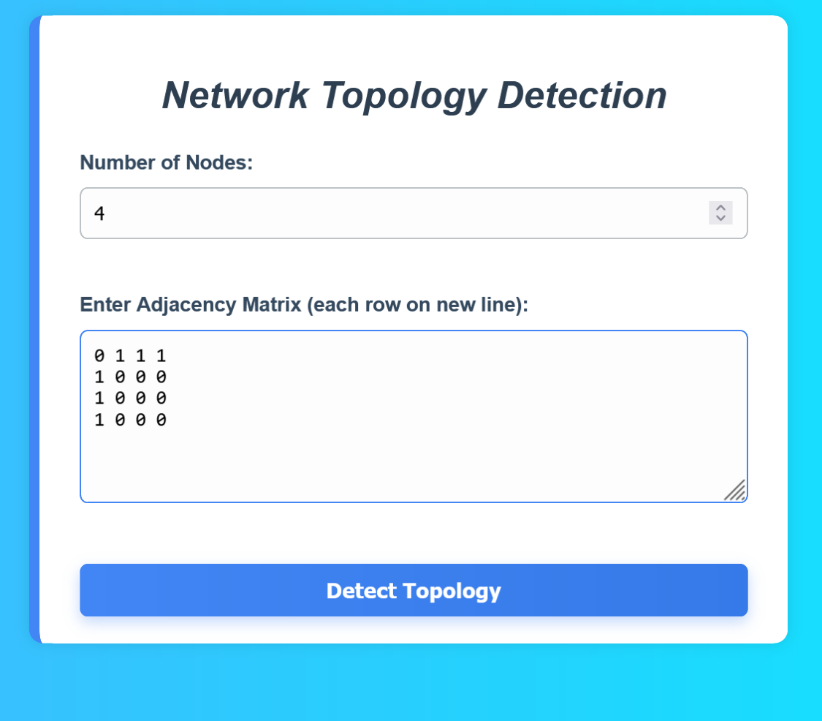 Network Topology Detection
Number of Nodes:
4
Enter Adjacency Matrix (each row on new line):
0 1 1 1
1 0 0 0
1 0 0 0
1 0 0 0
Detect Topology